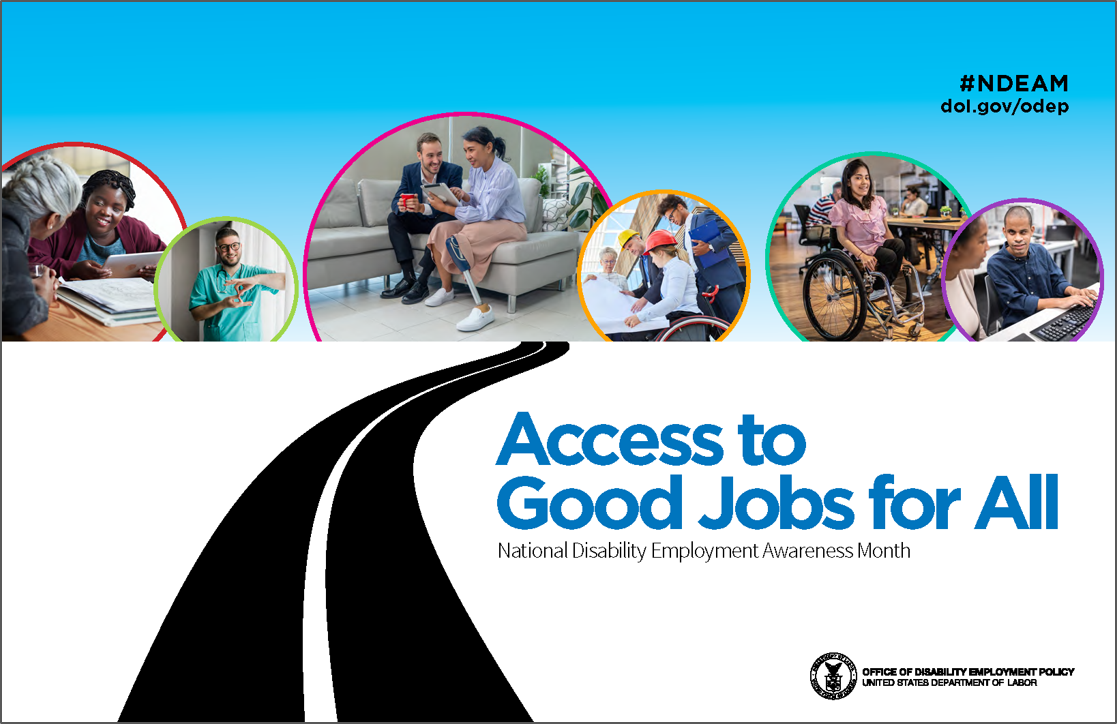 #NDEAM
dol.gov/odep
Access to
Good Jobs for All
National Disability Employment Awareness Month
OFFICE OF DISABILITY EMPLOYMENT POLICY
UNITED STATES DEPARTMENT OF LABOR